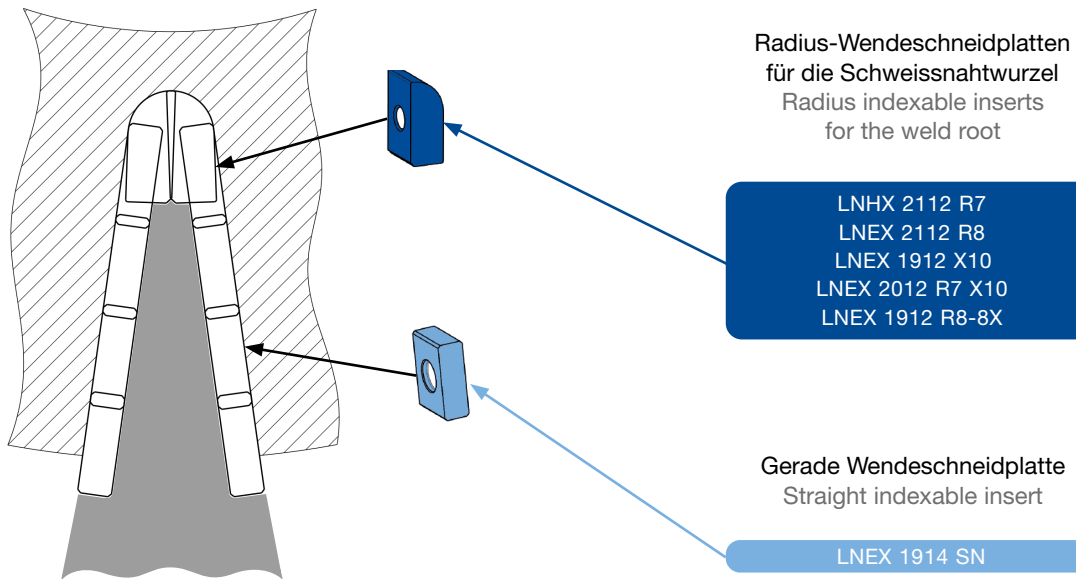 Radius-Wendeschneidplatten
für die Schweissnahtwurzel
Radius indexable inserts
for the weld root
LNHX 2112 R7
LNEX 2112 R8
LNEX 1912 X10
LNEX 2012 R7 X10
LNEX 1912 R8-8X
Gerade Wendeschneidplatte
Straight indexable insert
LNEX 1914 SN